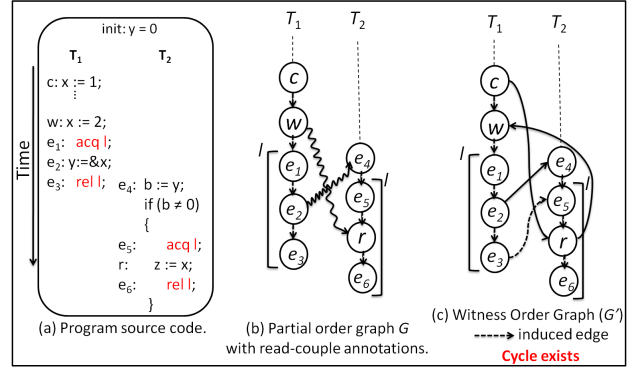 init: y = 0
T1 T2
Time
c: x := 1;
⋮
w: x := 2;
e1: acq l;
e2: y:=&x;
e3: rel l;
e4: b := y;
if (b ≠ 0)
{
e5: acq l;
r: z := x;
e6: rel l;
}
(a) Program source code.
T1 T2
c
w
l
e1
e4
l
e2
e5
e3
r
e6
(b) Partial order graph G
with read-couple annotations.
T1 T2
c
w
l
e1
e4
l
e2
e5
e3
r
e6
(c) Witness Order Graph (G’)
induced edge
Cycle exists